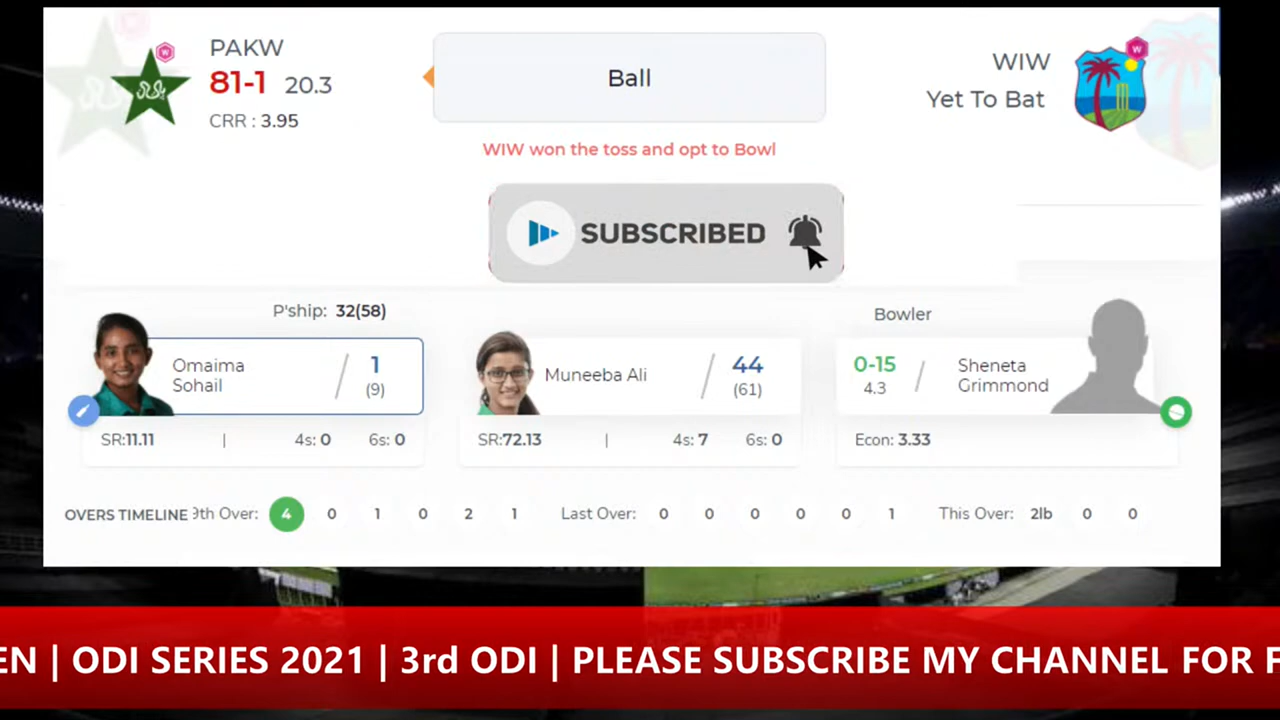 PAKW
81-1 20.3
CRR : 3.95
Ball
WIW
Yet To Bat
WIW won the toss and opt to Bowl
SUBSCRIBED
P'ship: 32(58)
Bowler
Omaima
Sohail
1
(9)
Muneeba Ali
44
(61)
0-15
4.3
Sheneta
Grimmond
SR:11.11 | 4s: 0 6s: 0
SR:72.13 | 4s: 7 6s: 0
Econ: 3.33
OVERS TIMELINE 9th Over: 4 0 1 0 2 1 Last Over: 0 0 0 0 0 1 This Over: 2lb 0 0
EN | ODI SERIES 2021 | 3rd ODI | PLEASE SUBSCRIBE MY CHANNEL FOR F
W
W